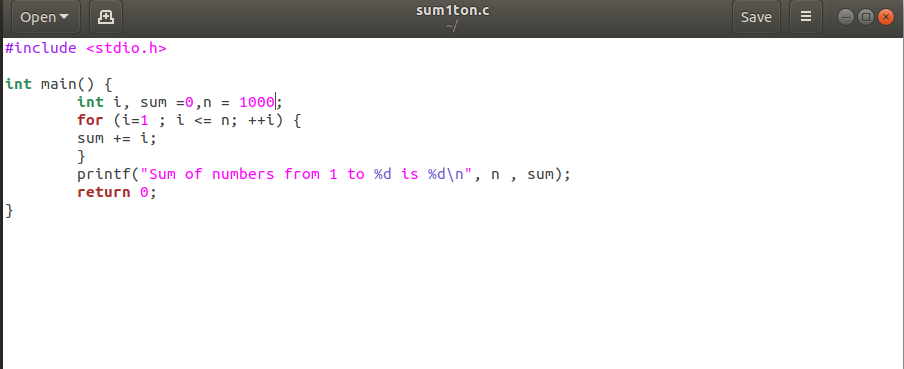 Open sum1ton.c Save
~/
#include <stdio.h>
int main() {
int i, sum =0,n = 1000;
for (i=1 ; i <= n; ++i) {
sum += i;
}
printf("Sum of numbers from 1 to %d is %d\n", n , sum);
return 0;
}